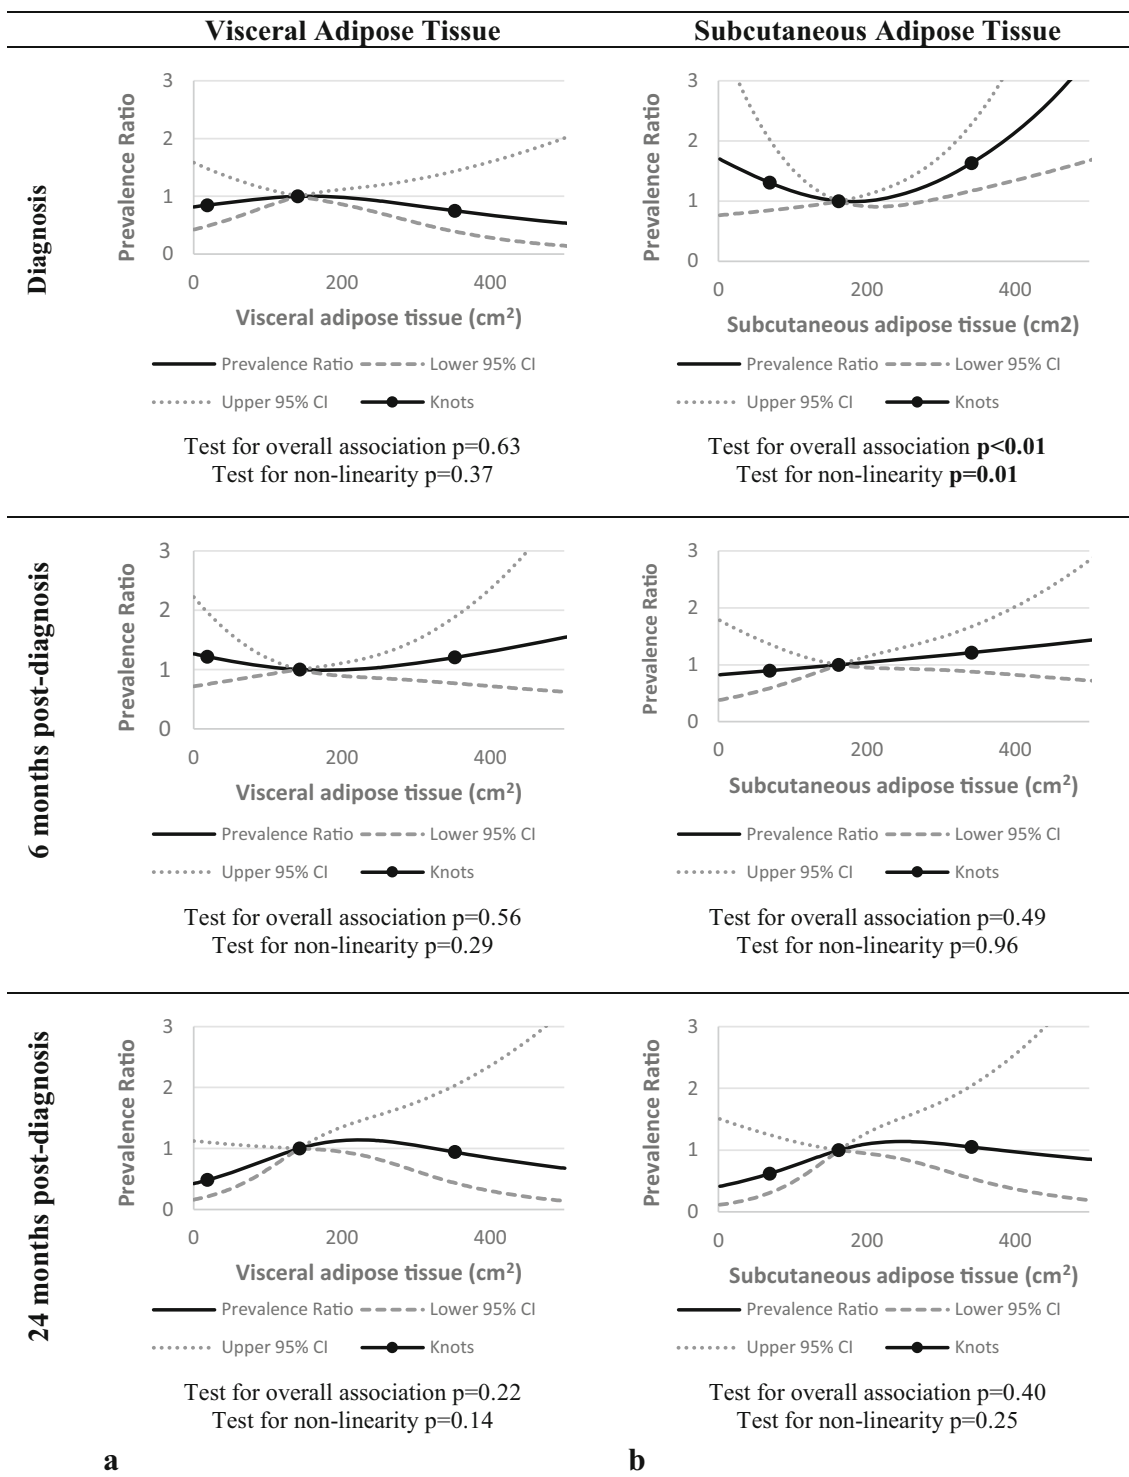 Visceral Adipose Tissue
Subcutaneous Adipose Tissue
Diagnosis
Prevalence Ratio
3
2
1
0
0 200 400
Visceral adipose tissue (cm²)
Prevalence Ratio Lower 95% CI
Upper 95% CI Knots
Test for overall association p=0.63
Test for non-linearity p=0.37
Prevalence Ratio
3
2
1
0
0 200 400
Subcutaneous adipose tissue (cm2)
Prevalence Ratio Lower 95% CI
Upper 95% CI Knots
Test for overall association p<0.01
Test for non-linearity p=0.01
6 months post-diagnosis
Prevalence Ratio
3
2
1
0
0 200 400
Visceral adipose tissue (cm²)
Prevalence Ratio Lower 95% CI
Upper 95% CI Knots
Test for overall association p=0.56
Test for non-linearity p=0.29
Prevalence Ratio
3
2
1
0
0 200 400
Subcutaneous adipose tissue (cm²)
Prevalence Ratio Lower 95% CI
Upper 95% CI Knots
Test for overall association p=0.49
Test for non-linearity p=0.96
24 months post-diagnosis
Prevalence Ratio
3
2
1
0
0 200 400
Visceral adipose tissue (cm²)
Prevalence Ratio Lower 95% CI
Upper 95% CI Knots
Test for overall association p=0.22
Test for non-linearity p=0.14
Prevalence Ratio
3
2
1
0
0 200 400
Subcutaneous adipose tissue (cm²)
Prevalence Ratio Lower 95% CI
Upper 95% CI Knots
Test for overall association p=0.40
Test for non-linearity p=0.25
a
b